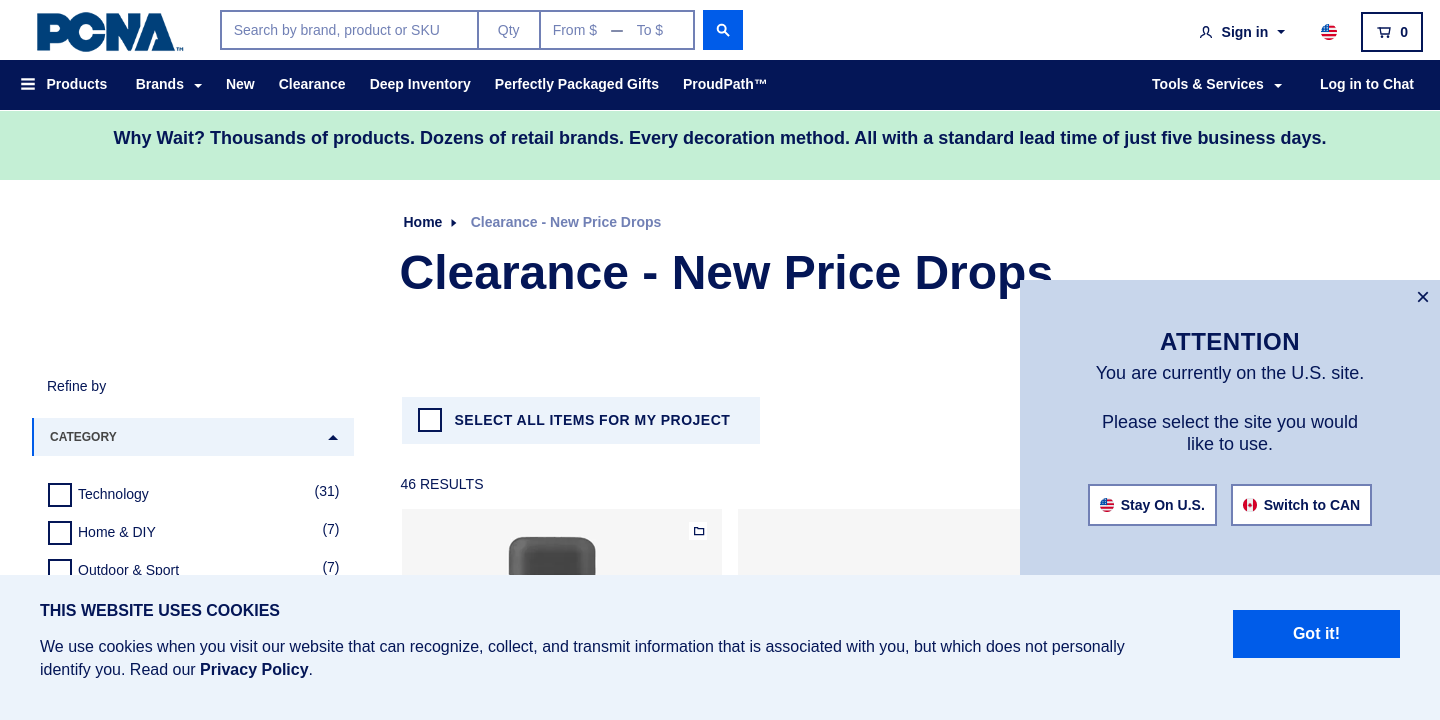 PCNA™
Search by brand, product or SKU
Qty
From $ — To $
Sign in
0
Products
Brands
New
Clearance
Deep Inventory
Perfectly Packaged Gifts
ProudPath™
Tools & Services
Log in to Chat
Why Wait? Thousands of products. Dozens of retail brands. Every decoration method. All with a standard lead time of just five business days.
Home
Clearance - New Price Drops
Clearance - New Price Drops
×
ATTENTION
You are currently on the U.S. site.
Please select the site you would
like to use.
Stay On U.S.
Switch to CAN
Refine by
CATEGORY
Technology (31)
Home & DIY (7)
Outdoor & Sport (7)
SELECT ALL ITEMS FOR MY PROJECT
46 RESULTS
THIS WEBSITE USES COOKIES
We use cookies when you visit our website that can recognize, collect, and transmit information that is associated with you, but which does not personally
identify you. Read our Privacy Policy.
Got it!